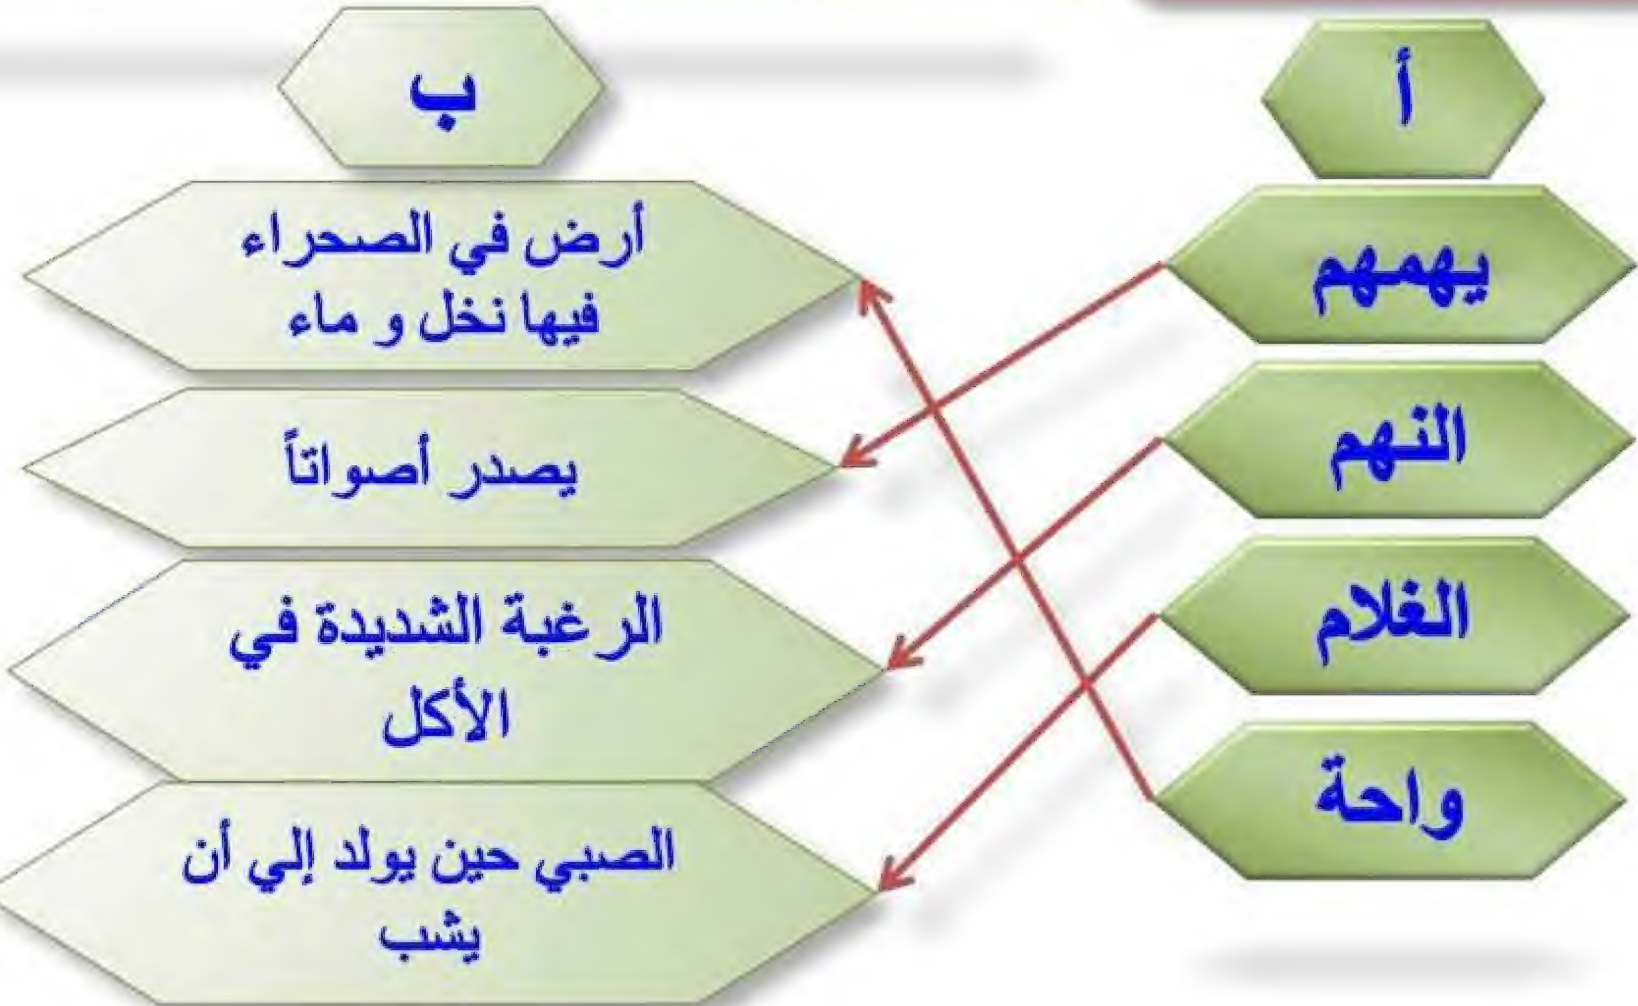 أ
يهمهم
النهم
الغلام
واحة
ب
أرض في الصحراء
فيها نخل و ماء
يصدر أصواتاً
الرغبة الشديدة في
الأكل
الصبي حين يولد إلي أن
يشب